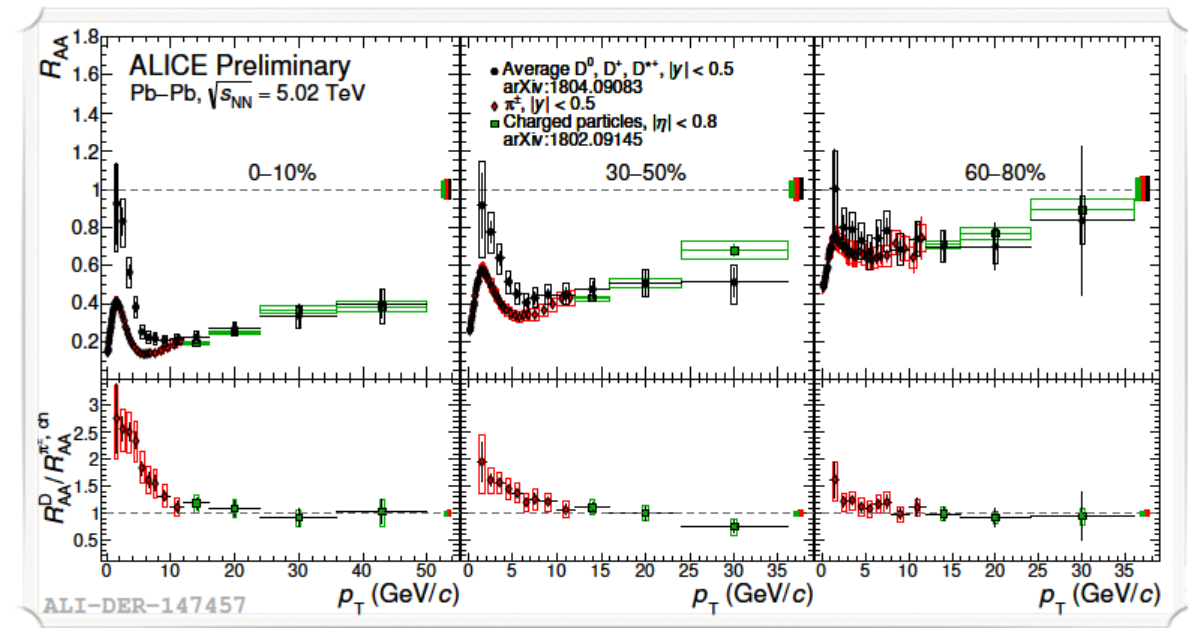 R_AA
1.8
1.6
1.4
1.2
1
0.8
0.6
0.4
0.2
ALICE Preliminary
Pb–Pb, √s_NN = 5.02 TeV
0–10%
Average D⁰, D⁺, D*⁺, |y| < 0.5
arXiv:1804.09083
π±, |y| < 0.5
Charged particles, |η| < 0.8
arXiv:1802.09145
30–50%
60–80%
R_AA^D/R_AA^π±, ch
3
2.5
2
1.5
1
0.5
0 10 20 30 40 50
0 5 10 15 20 25 30 35
0 5 10 15 20 25 30 35
p_T (GeV/c)
p_T (GeV/c)
p_T (GeV/c)
ALI-DER-147457